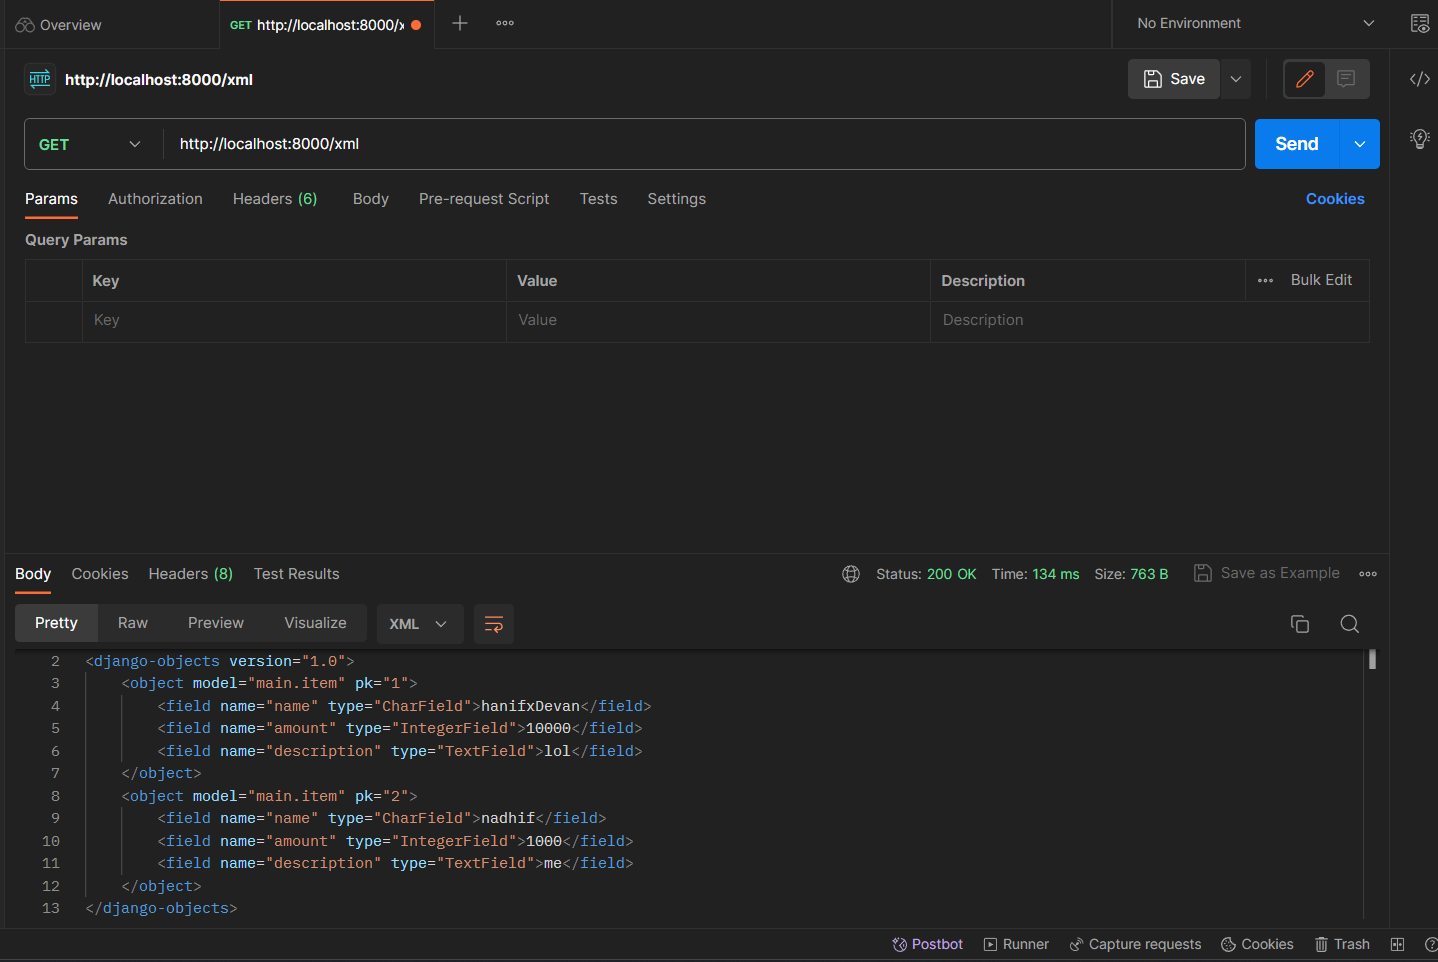 Overview
GET http://localhost:8000/x
No Environment
HTTP http://localhost:8000/xml
Save
GET http://localhost:8000/xml
Send
Params Authorization Headers (6) Body Pre-request Script Tests Settings Cookies
Query Params
Key Value Description Bulk Edit
Key Value Description
Body Cookies Headers (8) Test Results Status: 200 OK Time: 134 ms Size: 763 B Save as Example
Pretty Raw Preview Visualize XML
2 <django-objects version="1.0">
3 <object model="main.item" pk="1">
4 <field name="name" type="CharField">hanifxDevan</field>
5 <field name="amount" type="IntegerField">10000</field>
6 <field name="description" type="TextField">lol</field>
7 </object>
8 <object model="main.item" pk="2">
9 <field name="name" type="CharField">nadhif</field>
10 <field name="amount" type="IntegerField">1000</field>
11 <field name="description" type="TextField">me</field>
12 </object>
13 </django-objects>
Postbot Runner Capture requests Cookies Trash